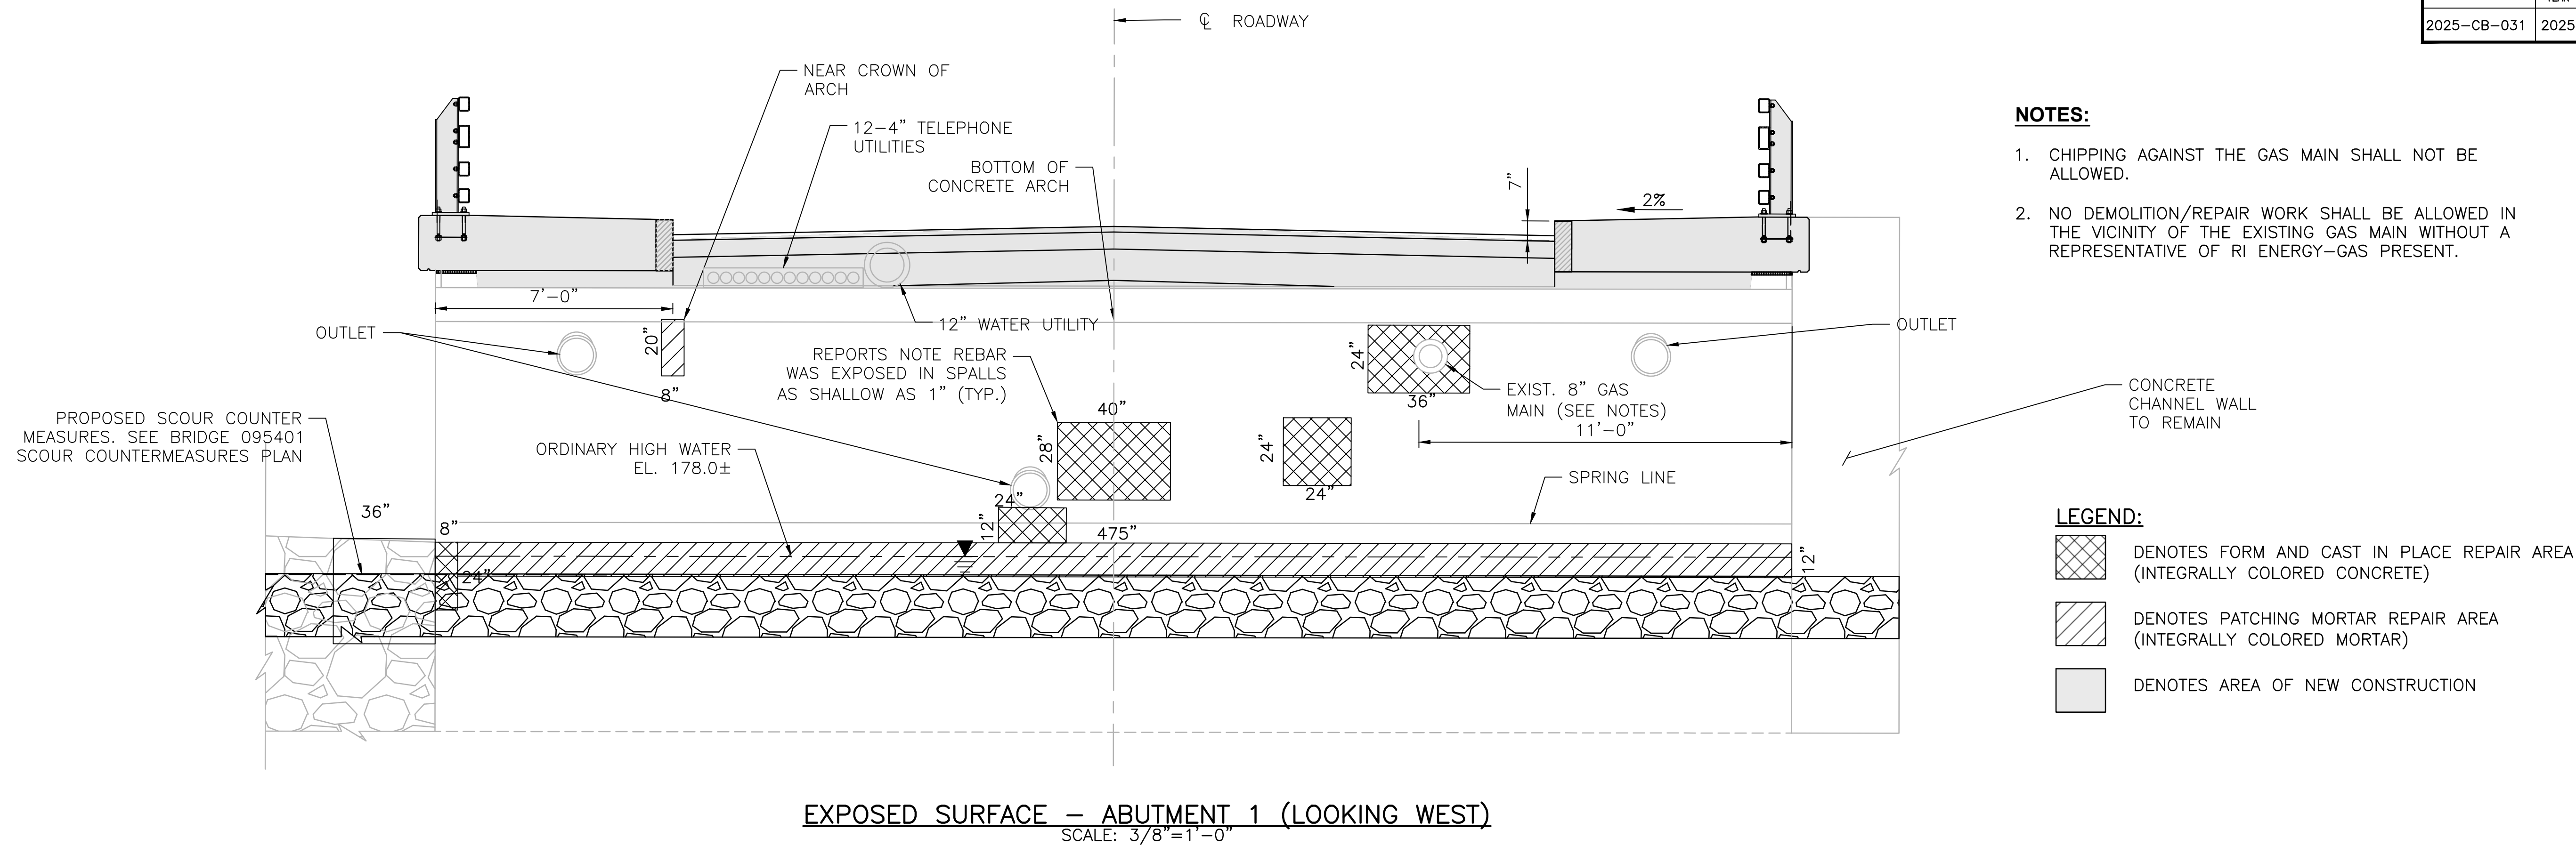 ℄ ROADWAY
2025-CB-031 2025
NEAR CROWN OF
ARCH
12-4" TELEPHONE
UTILITIES
BOTTOM OF
CONCRETE ARCH
7"
2%
7'-0"
12" WATER UTILITY
OUTLET
20"
8"
REPORTS NOTE REBAR
WAS EXPOSED IN SPALLS
AS SHALLOW AS 1" (TYP.)
24"
36"
EXIST. 8" GAS
MAIN (SEE NOTES)
11'-0"
OUTLET
CONCRETE
CHANNEL WALL
TO REMAIN
PROPOSED SCOUR COUNTER
MEASURES. SEE BRIDGE 095401
SCOUR COUNTERMEASURES PLAN
ORDINARY HIGH WATER
EL. 178.0±
40"
28"
24"
24"
SPRING LINE
36"
8"
24"
24"
12"
475"
12"
NOTES:
1. CHIPPING AGAINST THE GAS MAIN SHALL NOT BE
ALLOWED.
2. NO DEMOLITION/REPAIR WORK SHALL BE ALLOWED IN
THE VICINITY OF THE EXISTING GAS MAIN WITHOUT A
REPRESENTATIVE OF RI ENERGY-GAS PRESENT.
LEGEND:
DENOTES FORM AND CAST IN PLACE REPAIR AREA
(INTEGRALLY COLORED CONCRETE)
DENOTES PATCHING MORTAR REPAIR AREA
(INTEGRALLY COLORED MORTAR)
DENOTES AREA OF NEW CONSTRUCTION
EXPOSED SURFACE - ABUTMENT 1 (LOOKING WEST)
SCALE: 3/8"=1'-0"